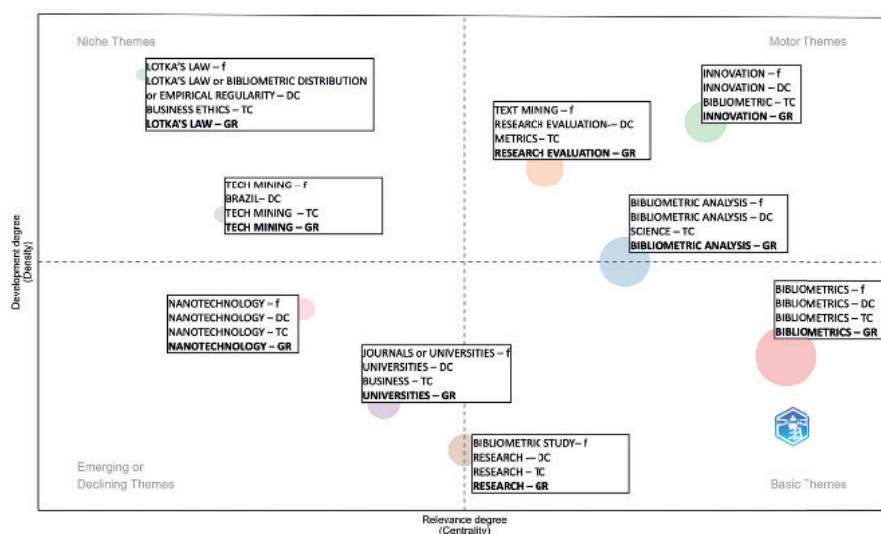 Niche Themes
Motor Themes
LOTKA'S LAW – f
LOTKA'S LAW or BIBLIOMETRIC DISTRIBUTION
or EMPIRICAL REGULARITY – DC
BUSINESS ETHICS – TC
LOTKA'S LAW – GR
INNOVATION – f
INNOVATION – DC
BIBLIOMETRIC – TC
INNOVATION – GR
TEXT MINING – f
RESEARCH EVALUATION-– DC
METRICS – TC
RESEARCH EVALUATION – GR
TECH MINING – f
BRAZIL– DC
TECH MINING – TC
TECH MINING – GR
BIBLIOMETRIC ANALYSIS – f
BIBLIOMETRIC ANALYSIS – DC
SCIENCE – TC
BIBLIOMETRIC ANALYSIS – GR
Development degree
(Density)
NANOTECHNOLOGY – f
NANOTECHNOLOGY – DC
NANOTECHNOLOGY – TC
NANOTECHNOLOGY – GR
BIBLIOMETRICS – f
BIBLIOMETRICS – DC
BIBLIOMETRICS – TC
BIBLIOMETRICS – GR
JOURNALS or UNIVERSITIES – f
UNIVERSITIES – DC
BUSINESS – TC
UNIVERSITIES – GR
BIBLIOMETRIC STUDY– f
RESEARCH –- DC
RESEARCH – TC
RESEARCH – GR
Emerging or
Declining Themes
Basic Themes
Relevance degree
(Centrality)